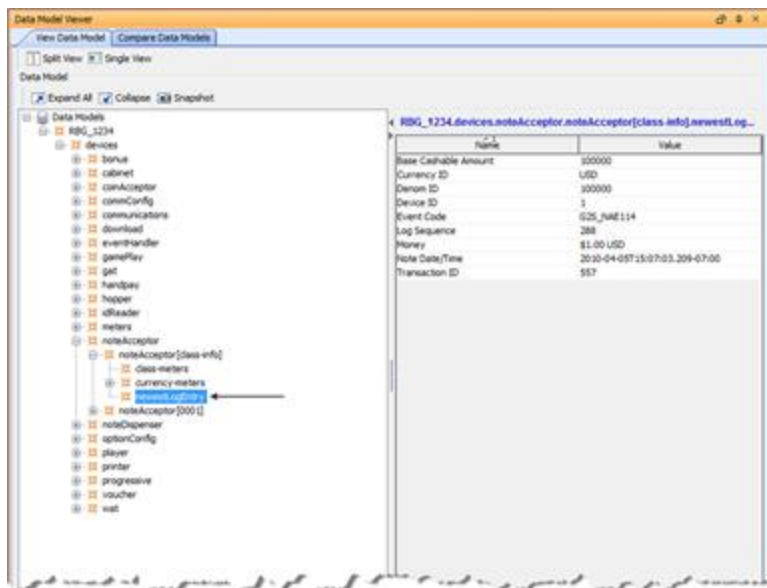 Data Model Viewer
View Data Model
Compare Data Models
Split View
Single View
Data Model
Expand All
Collapse
Snapshot
Data Models
RBG_1234
devices
bonus
cabinet
coinAcceptor
commConfig
communications
download
eventHandler
gamePlay
gat
handpay
hopper
idReader
meters
noteAcceptor
noteAcceptor[class-info]
class-meters
currency-meters
newestLogEntry
noteAcceptor[0001]
noteDispenser
optionConfig
player
printer
progressive
voucher
wat
RBG_1234.devices.noteAcceptor.noteAcceptor[class-info].newestLog...
Name Value
Base Cashable Amount 100000
Currency ID USD
Denom ID 100000
Device ID 1
Event Code G2S_NAE114
Log Sequence 288
Money $1.00 USD
Note Date/Time 2010-04-05T15:07:03.209-07:00
Transaction ID 557